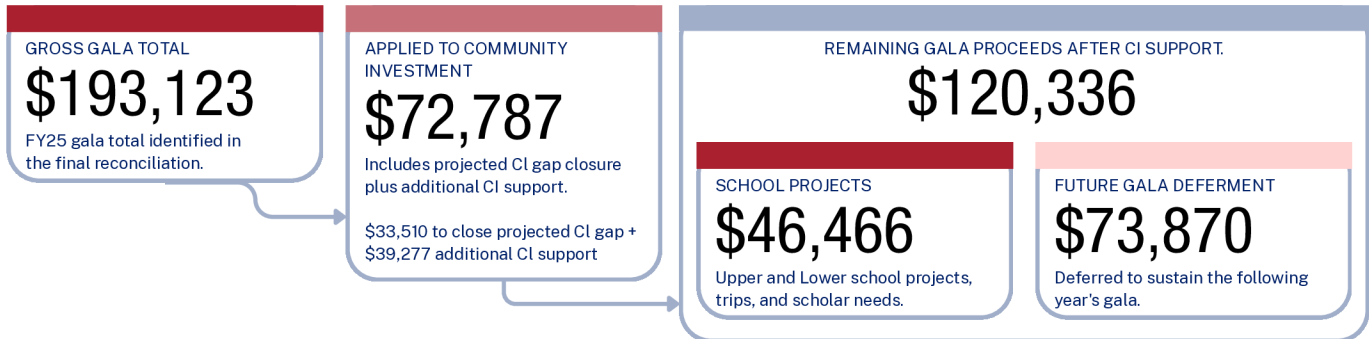 GROSS GALA TOTAL
$193,123
FY25 gala total identified in
the final reconciliation.
APPLIED TO COMMUNITY
INVESTMENT
$72,787
Includes projected Cl gap closure
plus additional CI support.
$33,510 to close projected Cl gap +
$39,277 additional Cl support
REMAINING GALA PROCEEDS AFTER CI SUPPORT.
$120,336
SCHOOL PROJECTS
$46,466
Upper and Lower school projects,
trips, and scholar needs.
FUTURE GALA DEFERMENT
$73,870
Deferred to sustain the following
year's gala.